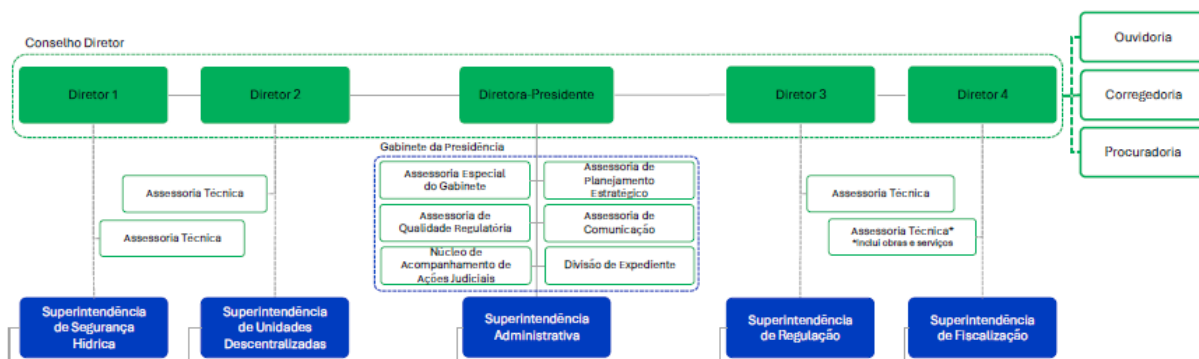 Conselho Diretor
Diretor 1
Diretor 2
Diretora-Presidente
Diretor 3
Diretor 4
Ouvidoria
Corregedoria
Procuradoria
Gabinete da Presidência
Assessoria Especial
do Gabinete
Assessoria de
Planejamento
Estratégico
Assessoria de
Qualidade Regulatória
Assessoria de
Comunicação
Núcleo de
Acompanhamento de
Ações Judiciais
Divisão de Expediente
Assessoria Técnica
Assessoria Técnica
Assessoria Técnica
Assessoria Técnica*
*Inclui obras e serviços
Superintendência
de Segurança
Hídrica
Superintendência
de Unidades
Descentralizadas
Superintendência
Administrativa
Superintendência
de Regulação
Superintendência
de Fiscalização